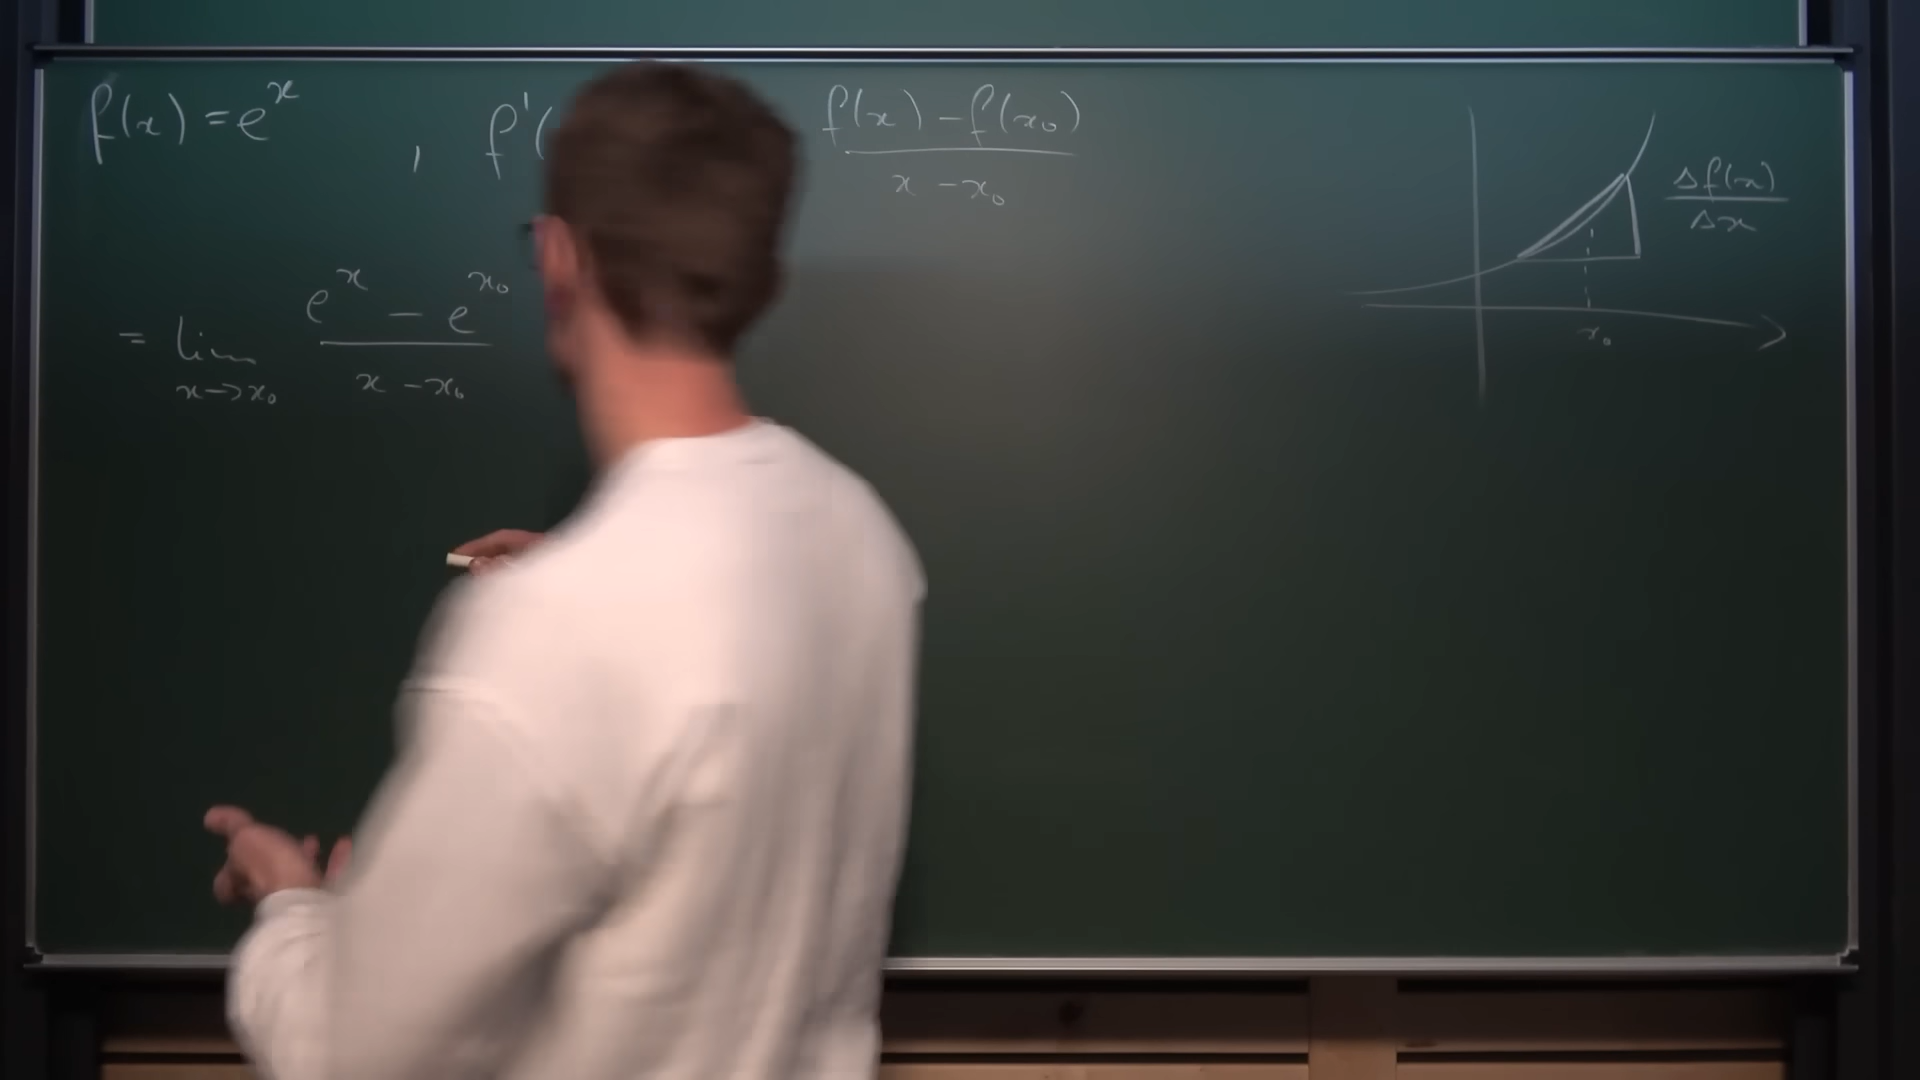 f(x) = e^x , f'( f(x) - f(x₀) / x - x₀
= lim x→x₀ e^x - e^x₀ / x - x₀
Δf(x) / Δx
x₀